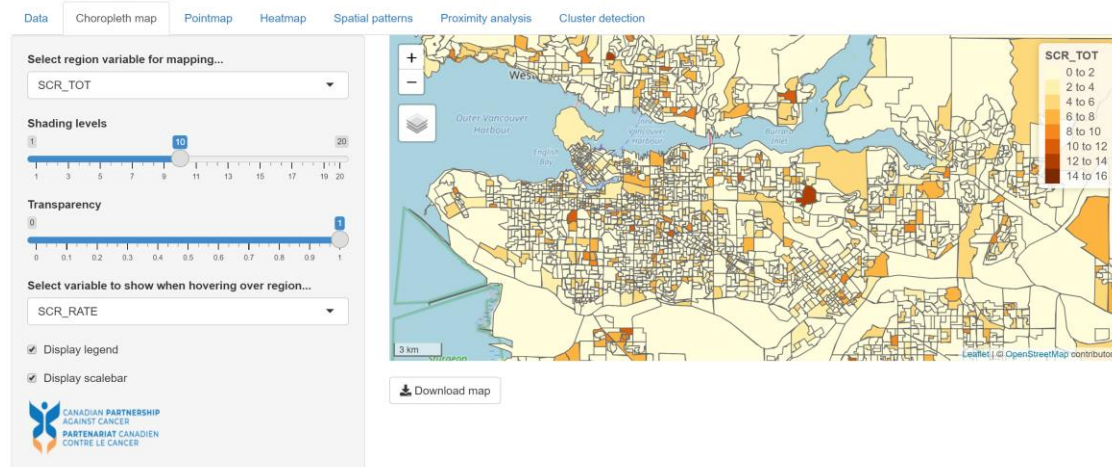 Data Choropleth map Pointmap Heatmap Spatial patterns Proximity analysis Cluster detection
Select region variable for mapping...
SCR_TOT
Shading levels
1 10 20
1 3 5 7 9 11 13 15 17 19 20
Transparency
0 1
0 0.1 0.2 0.3 0.4 0.5 0.6 0.7 0.8 0.9 1
Select variable to show when hovering over region...
SCR_RATE
Display legend
Display scalebar
CANADIAN PARTNERSHIP
AGAINST CANCER
PARTENARIAT CANADIEN
CONTRE LE CANCER
+
−
Outer Vancouver
Harbour
English
Bay
Burrard
Inlet
3 km
SCR_TOT
0 to 2
2 to 4
4 to 6
6 to 8
8 to 10
10 to 12
12 to 14
14 to 16
Leaflet | © OpenStreetMap contributor
Download map